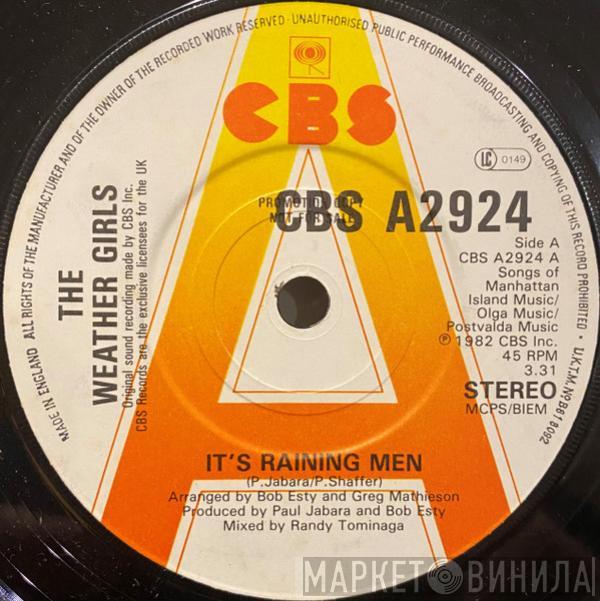 MADE IN ENGLAND ALL RIGHTS OF THE MANUFACTURER AND OF THE OWNER OF THE RECORDED WORK RESERVED · UNAUTHORISED PUBLIC PERFORMANCE BROADCASTING AND COPYING OF THIS RECORD PROHIBITED · U.K.T.M. Nº B618092
CBS
LC 0149
PROMOTION COPY
NOT FOR SALE
CBS A2924
THE
WEATHER GIRLS
Original sound recording made by CBS Inc.
CBS Records are the exclusive licensees for the UK
Side A
CBS A2924 A
Songs of
Manhattan
Island Music/
Olga Music/
Postvalda Music
℗ 1982 CBS Inc.
45 RPM
3.31
STEREO
MCPS/BIEM
IT'S RAINING MEN
(P.Jabara/P.Shaffer)
Arranged by Bob Esty and Greg Mathieson
Produced by Paul Jabara and Bob Esty
Mixed by Randy Tominaga
МАРКЕТ ВИНИЛА